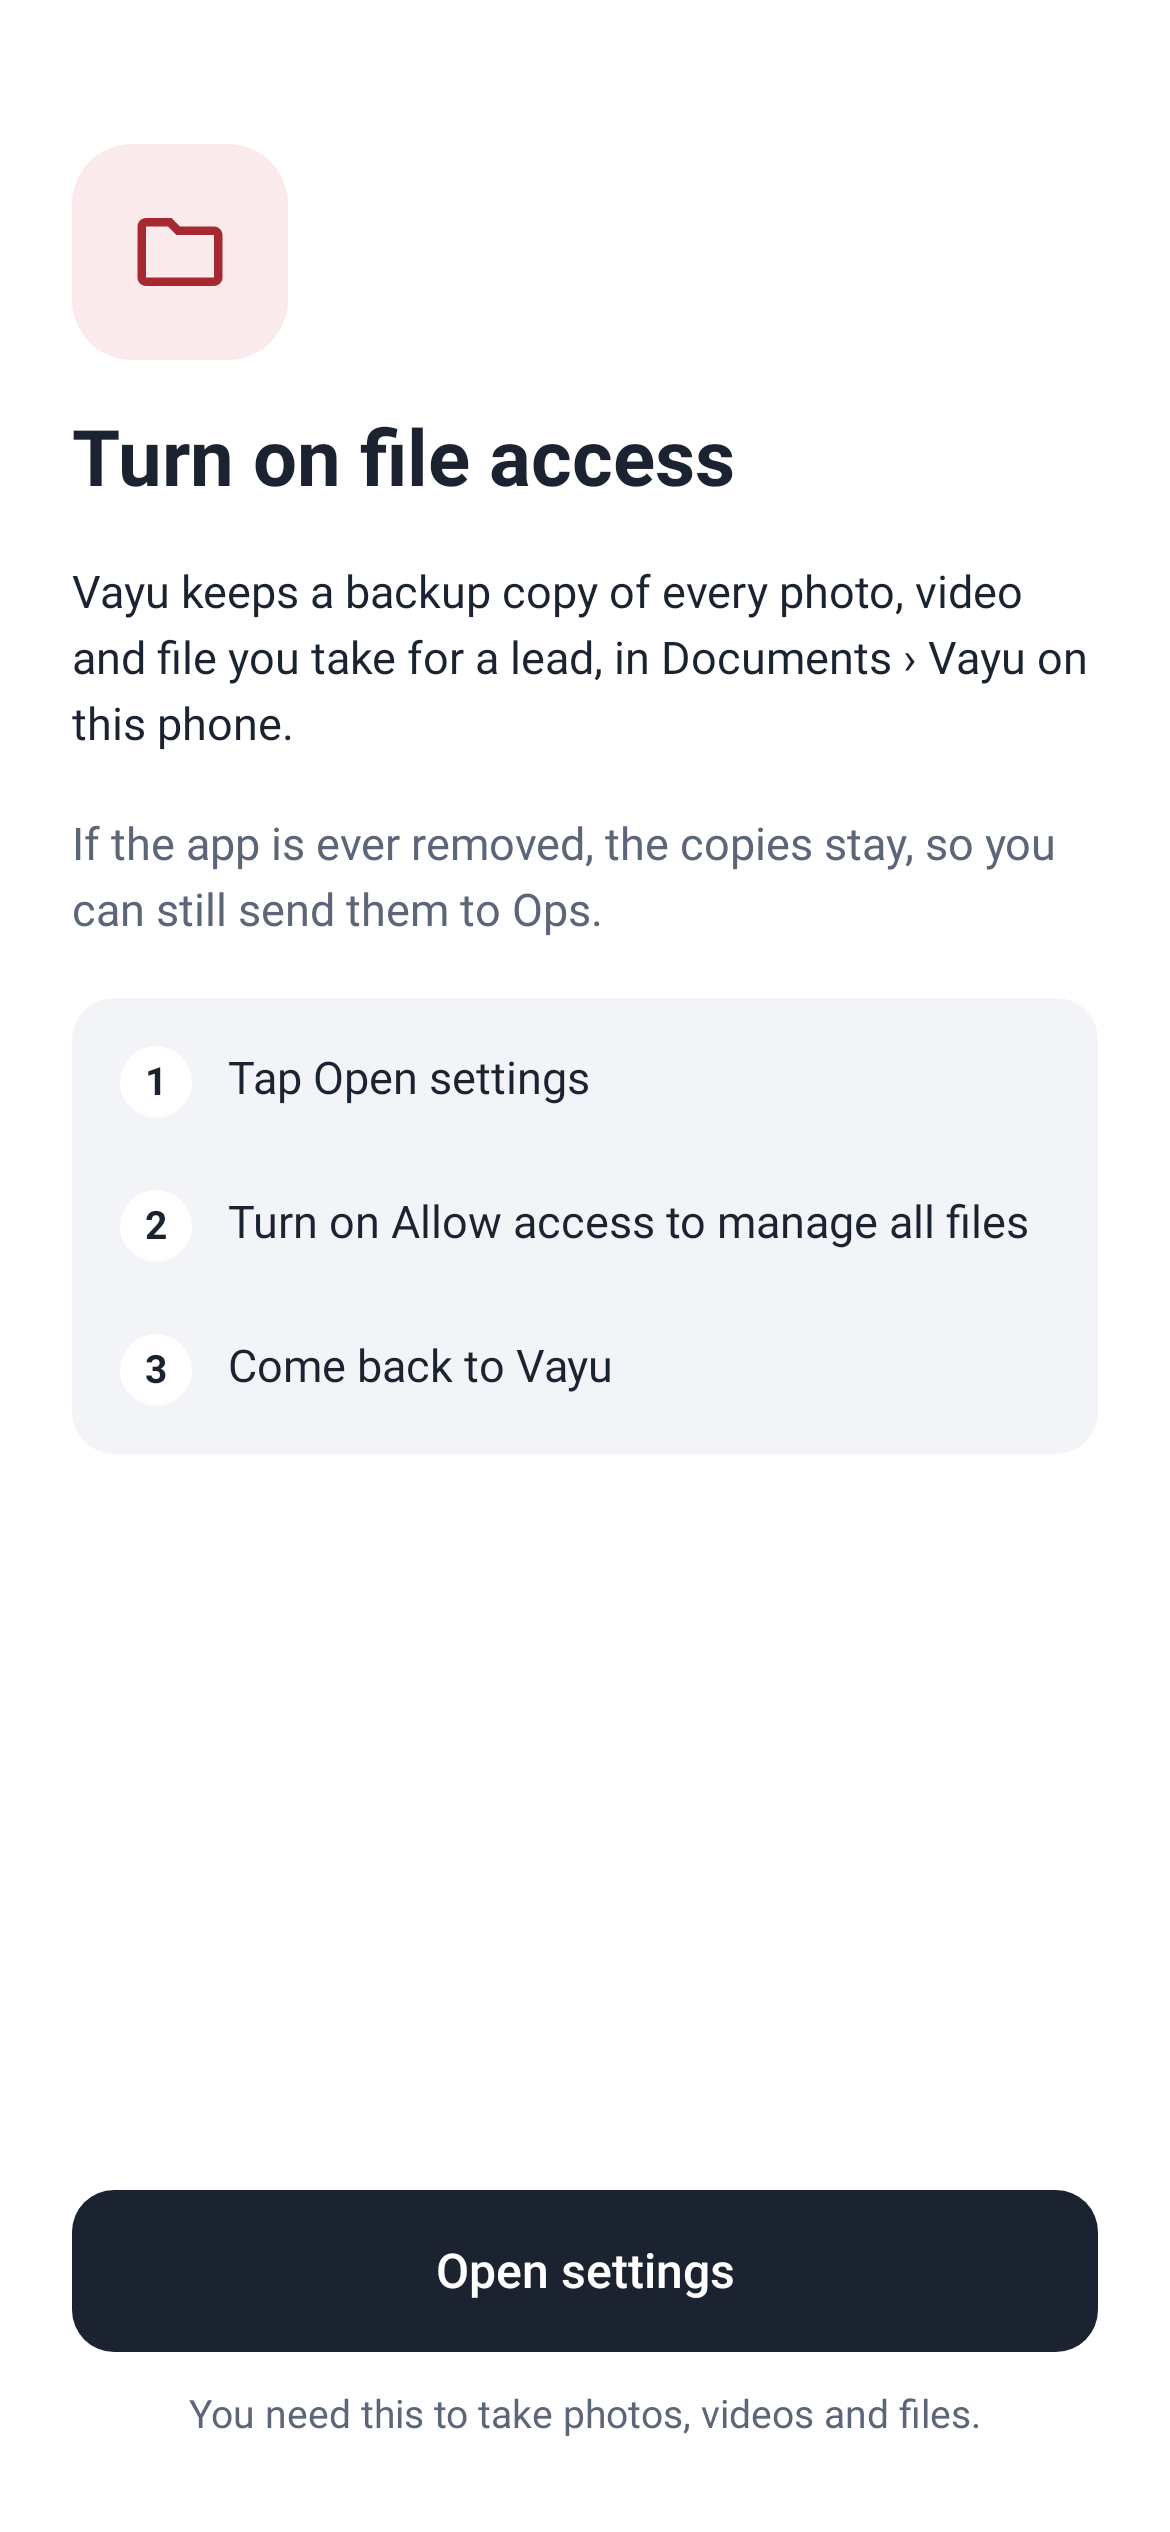 Turn on file access
Vayu keeps a backup copy of every photo, video
and file you take for a lead, in Documents › Vayu on
this phone.
If the app is ever removed, the copies stay, so you
can still send them to Ops.
1 Tap Open settings
2 Turn on Allow access to manage all files
3 Come back to Vayu
Open settings
You need this to take photos, videos and files.